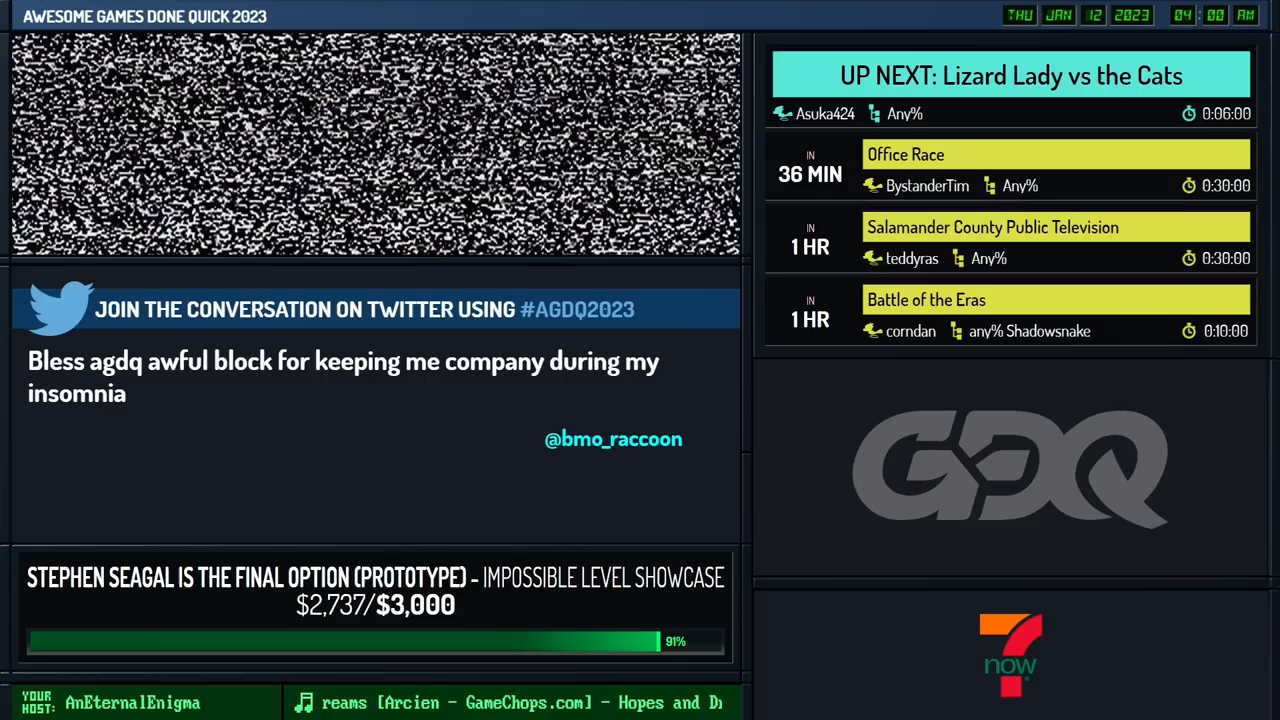 AWESOME GAMES DONE QUICK 2023
THU JAN 12 2023 04:00 AM
UP NEXT: Lizard Lady vs the Cats
Asuka424 Any% 0:06:00
IN
36 MIN
Office Race
BystanderTim Any% 0:30:00
IN
1 HR
Salamander County Public Television
teddyras Any% 0:30:00
IN
1 HR
Battle of the Eras
corndan any% Shadowsnake 0:10:00
JOIN THE CONVERSATION ON TWITTER USING #AGDQ2023
Bless agdq awful block for keeping me company during my
insomnia
@bmo_raccoon
GDQ
STEPHEN SEAGAL IS THE FINAL OPTION (PROTOTYPE) - IMPOSSIBLE LEVEL SHOWCASE
$2,737/$3,000
91%
7
now
YOUR
HOST: AnEternalEnigma
reams [Arcien - GameChops.com] - Hopes and Dr